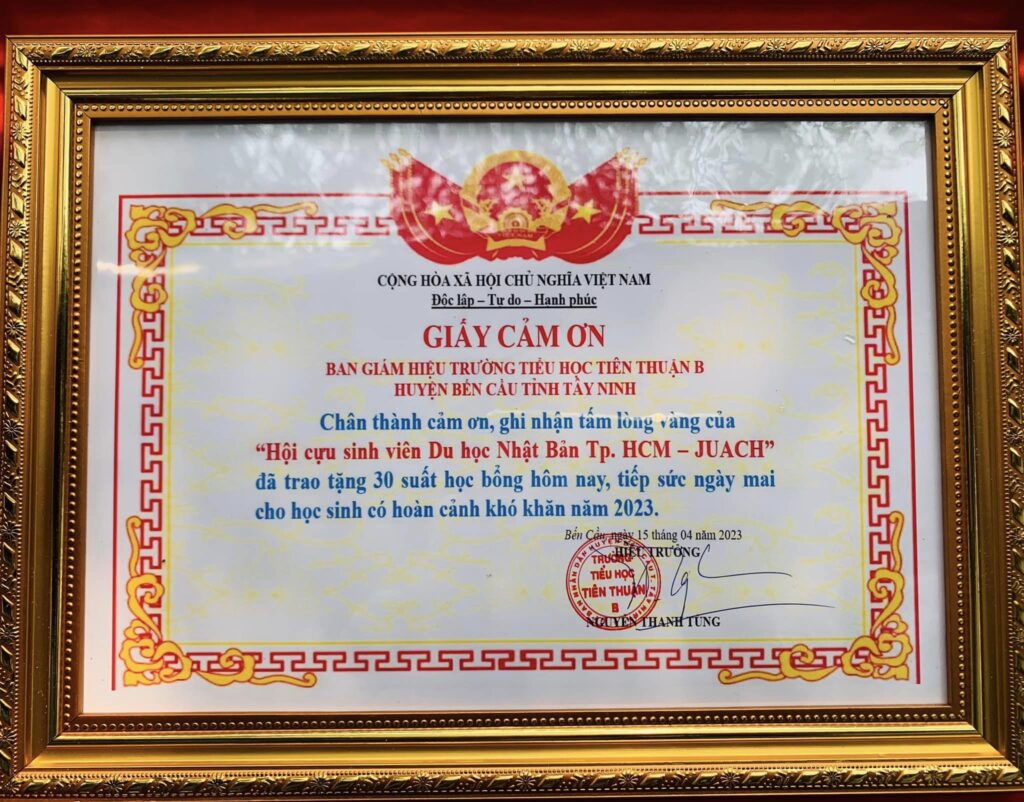 CỘNG HÒA XÃ HỘI CHỦ NGHĨA VIỆT NAM
Độc lập – Tự do – Hạnh phúc
GIẤY CẢM ƠN
BAN GIÁM HIỆU TRƯỜNG TIỂU HỌC TIÊN THUẬN B
HUYỆN BẾN CẦU TỈNH TÂY NINH
Chân thành cảm ơn, ghi nhận tấm lòng vàng của
“Hội cựu sinh viên Du học Nhật Bản Tp. HCM – JUACH”
đã trao tặng 30 suất học bổng hôm nay, tiếp sức ngày mai
cho học sinh có hoàn cảnh khó khăn năm 2023.
Bến Cầu, ngày 15 tháng 04 năm 2023
HIỆU TRƯỞNG
TRƯỜNG
TIỂU HỌC
TIÊN THUẬN
B
NGUYỄN THANH TÙNG